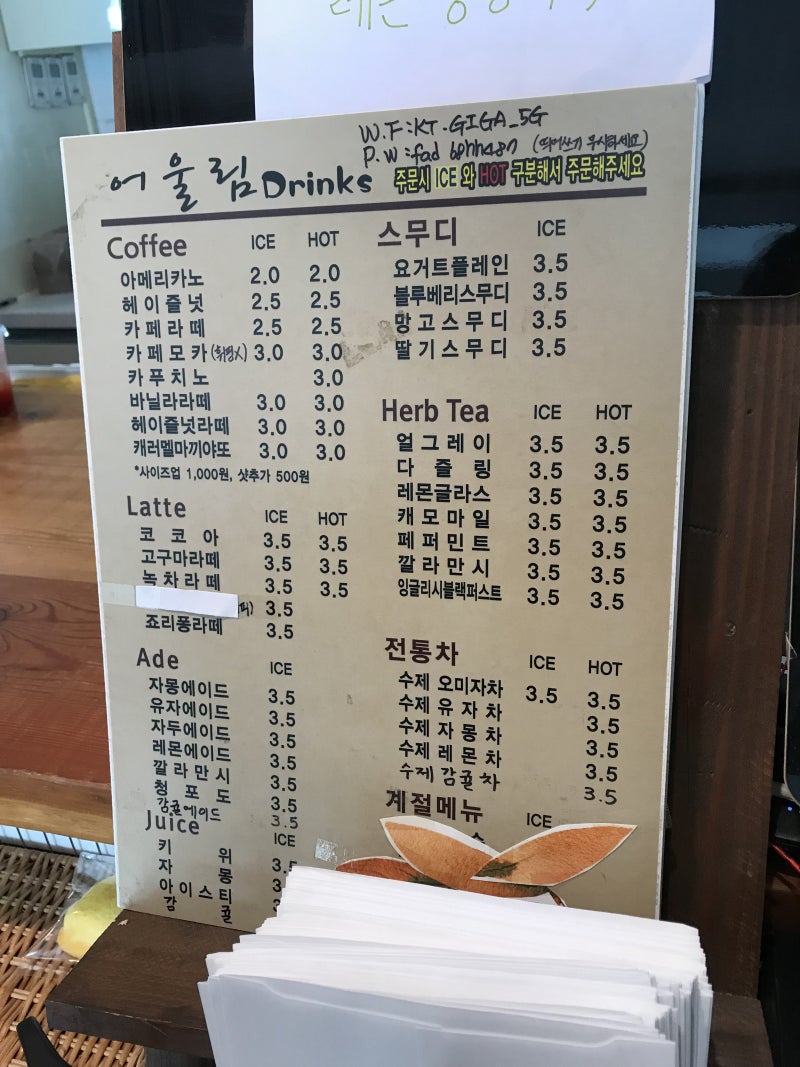 W.F:KT.GIGA_5G
P.W:fad (띄어쓰기 무시하세요)
어울림 Drinks
주문시 ICE 와 HOT 구분해서 주문해주세요
Coffee ICE HOT
아메리카노 2.0 2.0
헤이즐넛 2.5 2.5
카페라떼 2.5 2.5
카페모카 (휘핑X) 3.0 3.0
카푸치노 3.0
바닐라라떼 3.0 3.0
헤이즐넛라떼 3.0 3.0
캐러멜마끼야또 3.0 3.0
*사이즈업 1,000원, 샷추가 500원
Latte ICE HOT
코코아 3.5 3.5
고구마라떼 3.5 3.5
녹차라떼 3.5 3.5
3.5
죠리퐁라떼 3.5
Ade ICE
자몽에이드 3.5
유자에이드 3.5
자두에이드 3.5
레몬에이드 3.5
깔라만시 3.5
청포도 3.5
감귤에이드 3.5
Juice ICE
키위 3.5
자몽
아이스티
감귤
스무디 ICE
요거트플레인 3.5
블루베리스무디 3.5
망고스무디 3.5
딸기스무디 3.5
Herb Tea ICE HOT
얼그레이 3.5 3.5
다즐링 3.5 3.5
레몬글라스 3.5 3.5
캐모마일 3.5 3.5
페퍼민트 3.5 3.5
깔라만시 3.5 3.5
잉글리시블랙퍼스트 3.5 3.5
전통차 ICE HOT
수제 오미자차 3.5 3.5
수제 유자차 3.5
수제 자몽차 3.5
수제 레몬차 3.5
수제 감귤차 3.5
계절메뉴 ICE